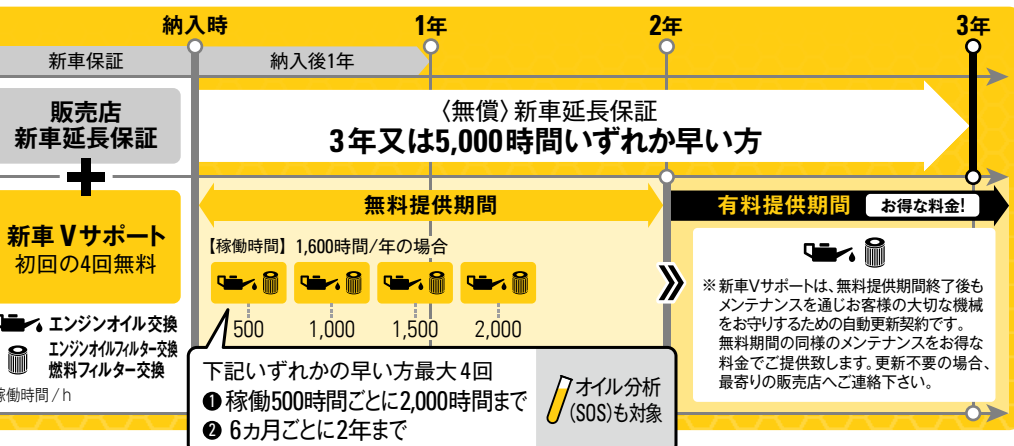 納入時
1年
2年
3年
新車保証
納入後1年
販売店
新車延長保証
〈無償〉新車延長保証
3年又は5,000時間いずれか早い方
新車Vサポート
初回の4回無料
無料提供期間
【稼働時間】1,600時間/年の場合
500
1,000
1,500
2,000
有料提供期間
お得な料金!
※新車Vサポートは、無料提供期間終了後も
メンテナンスを通じお客様の大切な機械
をお守りするための自動更新契約です。
無料期間の同様のメンテナンスをお得な
料金でご提供致します。更新不要の場合、
最寄りの販売店へご連絡下さい。
エンジンオイル交換
エンジンオイルフィルター交換
燃料フィルター交換
稼働時間/h
下記いずれかの早い方最大4回
❶稼働500時間ごとに2,000時間まで
❷6ヵ月ごとに2年まで
オイル分析
(SOS)も対象